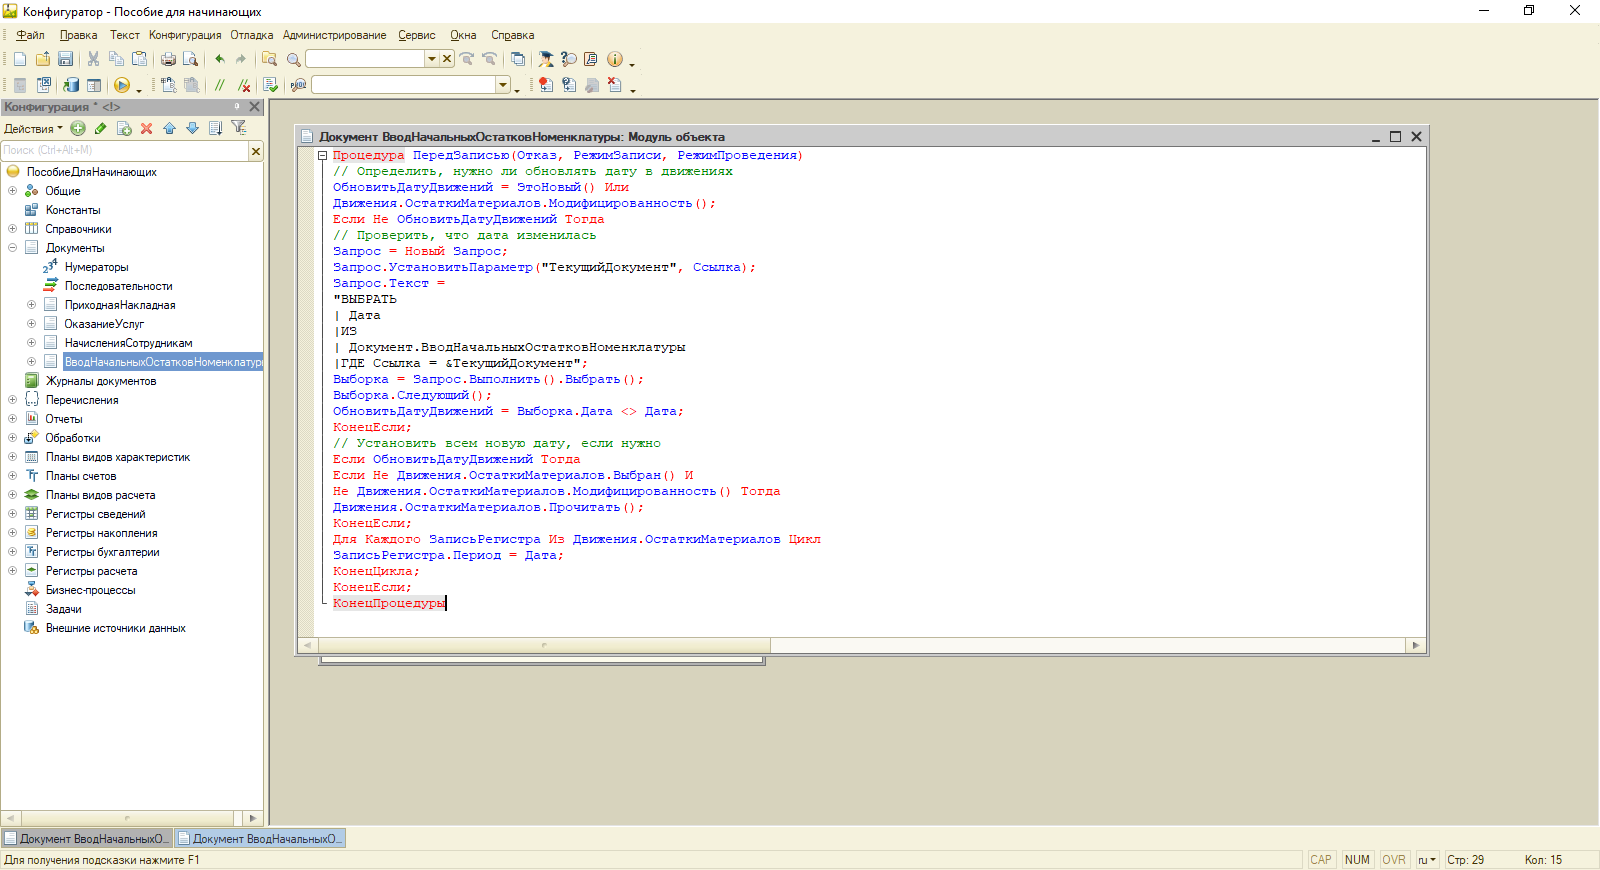 Конфигуратор - Пособие для начинающих
Файл Правка Текст Конфигурация Отладка Администрирование Сервис Окна Справка
Конфигурация * <!>
Действия
Поиск (Ctrl+Alt+M)
ПособиеДляНачинающих
Общие
Константы
Справочники
Документы
Нумераторы
Последовательности
ПриходнаяНакладная
ОказаниеУслуг
НачисленияСотрудникам
ВводНачальныхОстатковНоменклатуры
Журналы документов
Перечисления
Отчеты
Обработки
Планы видов характеристик
Планы счетов
Планы видов расчета
Регистры сведений
Регистры накопления
Регистры бухгалтерии
Регистры расчета
Бизнес-процессы
Задачи
Внешние источники данных
Документ ВводНачальныхОстатковНоменклатуры: Модуль объекта
Процедура ПередЗаписью(Отказ, РежимЗаписи, РежимПроведения)
// Определить, нужно ли обновлять дату в движениях
ОбновитьДатуДвижений = ЭтоНовый() Или
Движения.ОстаткиМатериалов.Модифицированность();
Если Не ОбновитьДатуДвижений Тогда
// Проверить, что дата изменилась
Запрос = Новый Запрос;
Запрос.УстановитьПараметр("ТекущийДокумент", Ссылка);
Запрос.Текст =
"ВЫБРАТЬ
| Дата
|ИЗ
| Документ.ВводНачальныхОстатковНоменклатуры
|ГДЕ Ссылка = &ТекущийДокумент";
Выборка = Запрос.Выполнить().Выбрать();
Выборка.Следующий();
ОбновитьДатуДвижений = Выборка.Дата <> Дата;
КонецЕсли;
// Установить всем новую дату, если нужно
Если ОбновитьДатуДвижений Тогда
Если Не Движения.ОстаткиМатериалов.Выбран() И
Не Движения.ОстаткиМатериалов.Модифицированность() Тогда
Движения.ОстаткиМатериалов.Прочитать();
КонецЕсли;
Для Каждого ЗаписьРегистра Из Движения.ОстаткиМатериалов Цикл
ЗаписьРегистра.Период = Дата;
КонецЦикла;
КонецЕсли;
КонецПроцедуры
Документ ВводНачальныхО... Документ ВводНачальныхО...
Для получения подсказки нажмите F1 CAP NUM OVR ru Стр: 29 Кол: 15